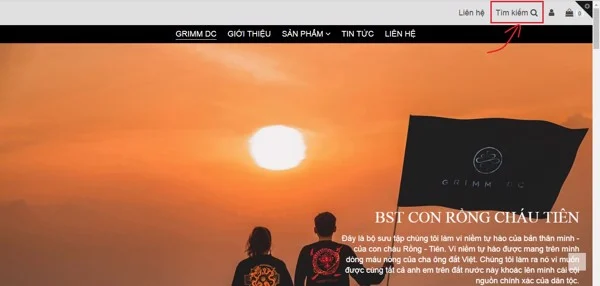 Liên hệ Tìm kiếm 0
GRIMM DC GIỚI THIỆU SẢN PHẨM TIN TỨC LIÊN HỆ
GRIMM DC
BST CON RỒNG CHÁU TIÊN
Đây là bộ sưu tập chúng tôi làm vì niềm tự hào của bản thân mình -
của con cháu Rồng - Tiên. Vì niềm tự hào được mang trên mình
dòng máu nóng của cha ông đất Việt. Chúng tôi làm ra nó vì muốn
được cùng tất cả anh em trên đất nước này khoác lên mình cái cội
nguồn chính xác của dân tộc.